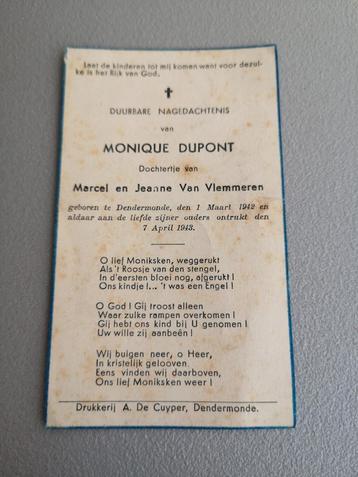 Laat de kinderen tot mij komen want voor dezul-
ke is het Rijk van God.
DUURBARE NAGEDACHTENIS
van
MONIQUE DUPONT
Dochtertje van
Marcel en Jeanne Van Vlemmeren
geboren te Dendermonde, den 1 Maart 1942 en
aldaar aan de liefde zijner ouders ontrukt den
7 April 1943.
O lief Moniksken, weggerukt
Als 't Roosje van den stengel,
In d'eersten bloei nog, afgerukt !
Ons kindje !... 't was een Engel !
O God ! Gij troost alleen
Waar zulke rampen overkomen !
Gij hebt ons kind bij U genomen !
Uw wille zij aanbeên !
Wij buigen neer, o Heer,
In kristelijk gelooven.
Eens vinden wij daarboven,
Ons lief Moniksken weer !
Drukkerij A. De Cuyper, Dendermonde.